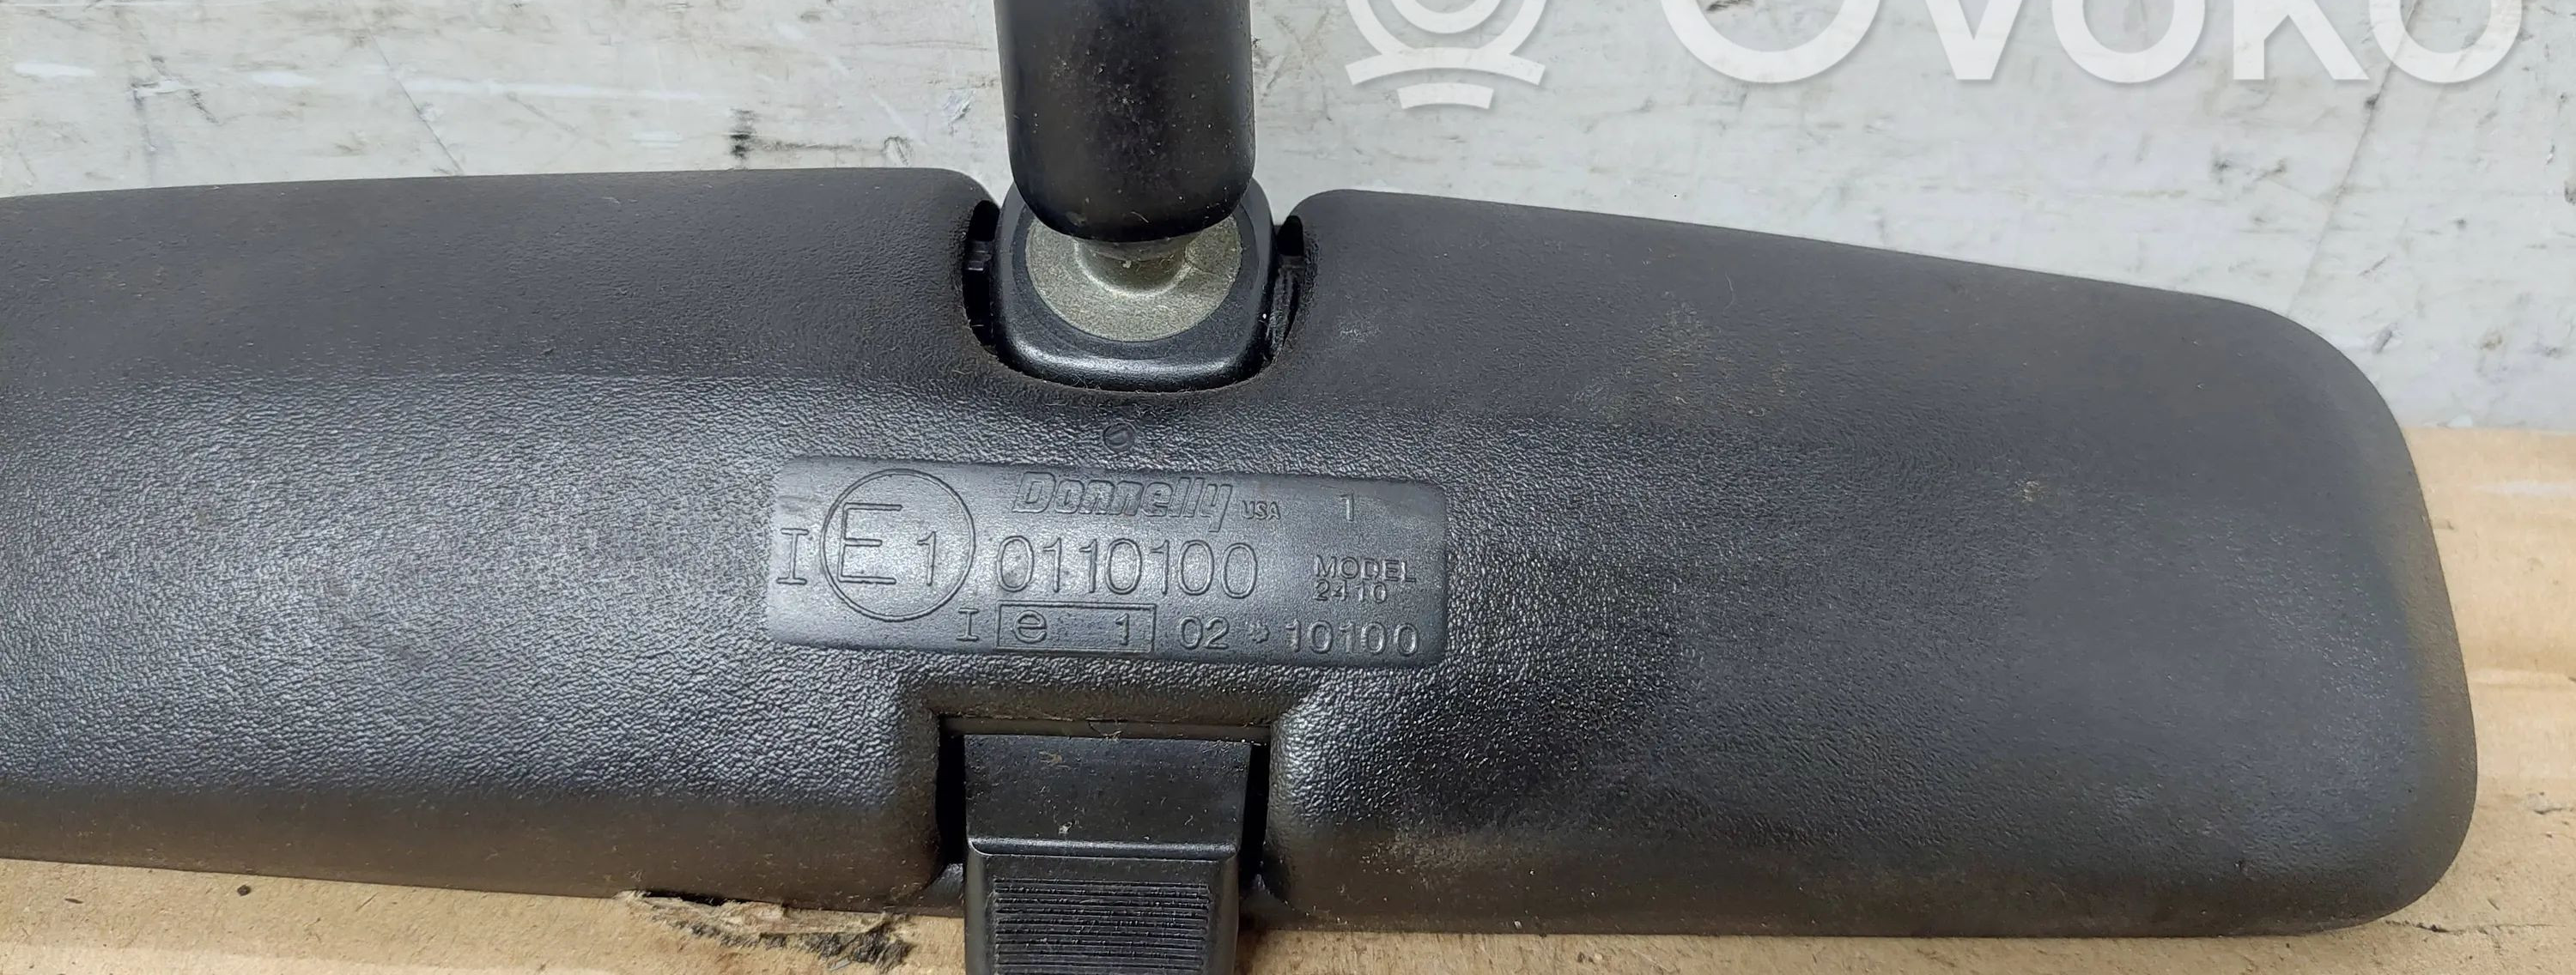 OVOKO
Donnelly USA 1
I E1 0110100 MODEL
2410
I e 1 02 * 10100